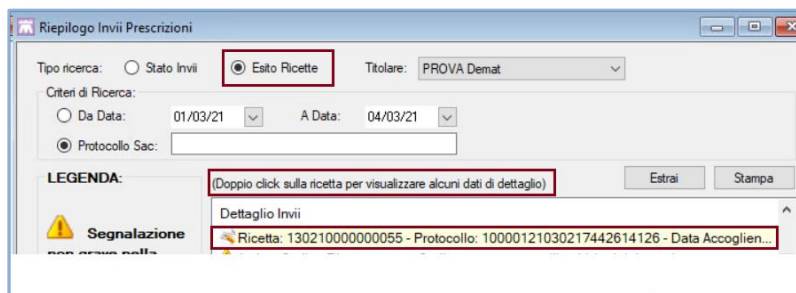 Riepilogo Invii Prescrizioni
Tipo ricerca: Stato Invii Esito Ricette Titolare: PROVA Demat
Criteri di Ricerca:
Da Data: 01/03/21 A Data: 04/03/21
Protocollo Sac:
LEGENDA:
(Doppio click sulla ricetta per visualizzare alcuni dati di dettaglio) Estrai Stampa
Dettaglio Invii
Segnalazione
Ricetta: 130210000000055 - Protocollo: 10000121030217442614126 - Data Accoglien...
non grave nella